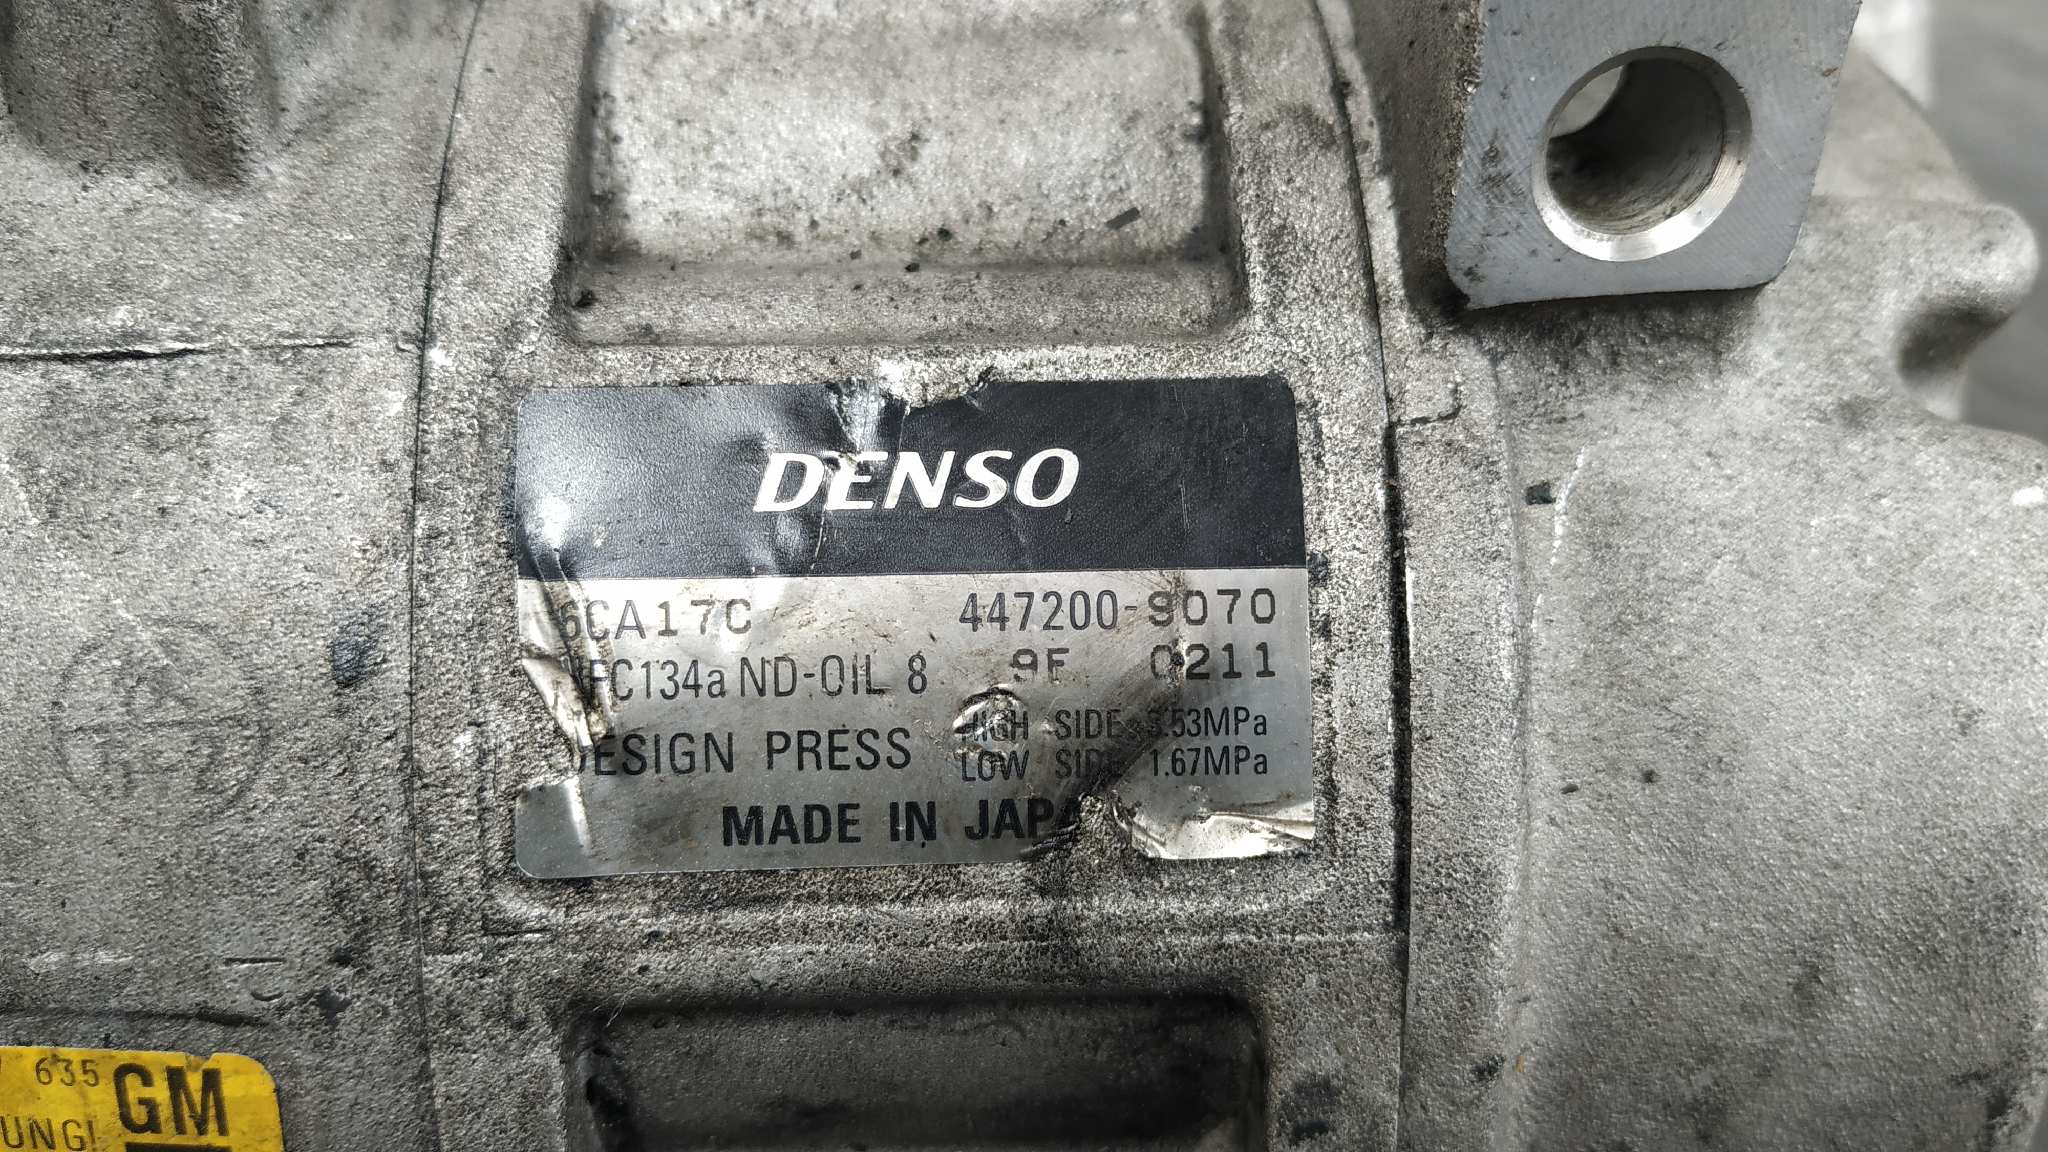 DENSO
6CA17C 447200-9070
HFC134a ND-OIL 8 9F 0211
DESIGN PRESS HIGH SIDE 3.53MPa
LOW SIDE 1.67MPa
MADE IN JAPA
635 GM
UNG!